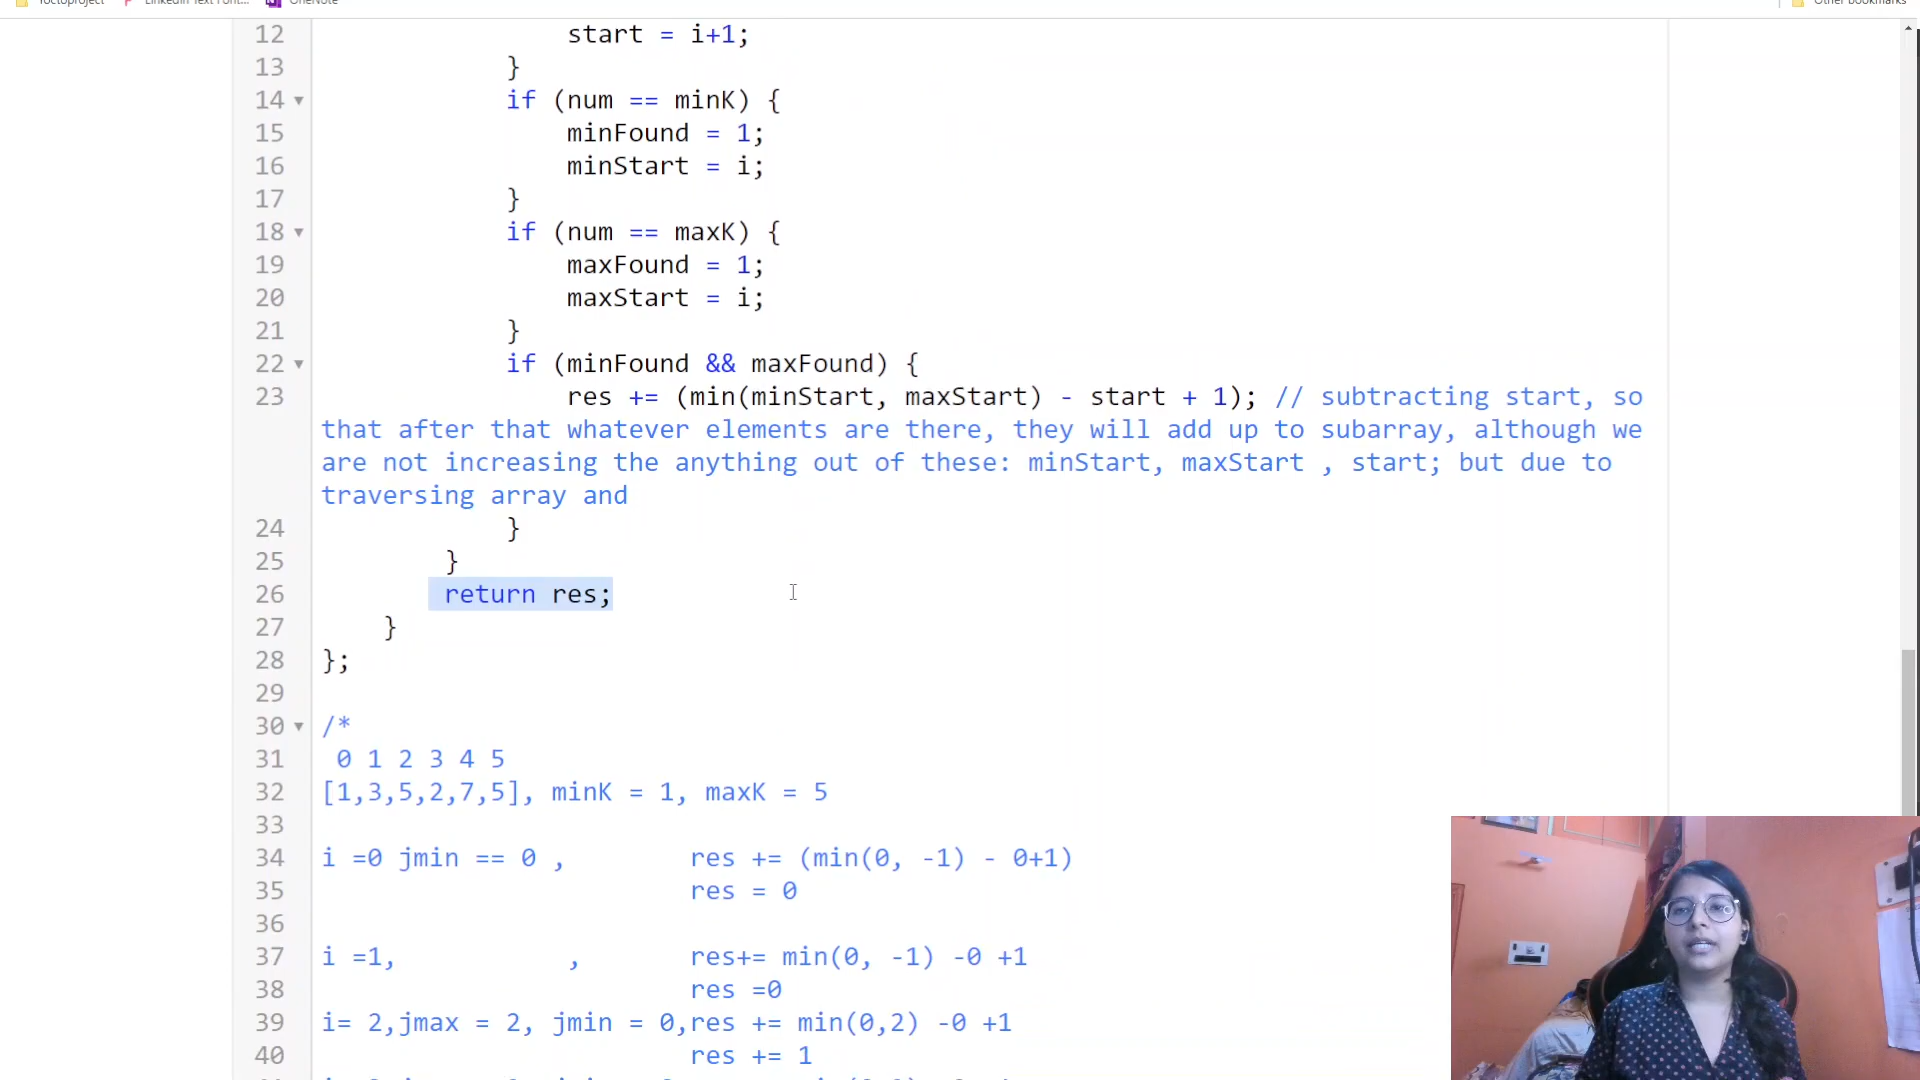 OneNote
Other bookmarks
12 start = i+1;
13 }
14 if (num == minK) {
15 minFound = 1;
16 minStart = i;
17 }
18 if (num == maxK) {
19 maxFound = 1;
20 maxStart = i;
21 }
22 if (minFound && maxFound) {
23 res += (min(minStart, maxStart) - start + 1); // subtracting start, so
that after that whatever elements are there, they will add up to subarray, although we
are not increasing the anything out of these: minStart, maxStart , start; but due to
traversing array and
24 }
25 }
26 return res;
27 }
28 };
29
30 /*
31 0 1 2 3 4 5
32 [1,3,5,2,7,5], minK = 1, maxK = 5
33
34 i =0 jmin == 0 , res += (min(0, -1) - 0+1)
35 res = 0
36
37 i =1, , res+= min(0, -1) -0 +1
38 res =0
39 i= 2,jmax = 2, jmin = 0,res += min(0,2) -0 +1
40 res += 1